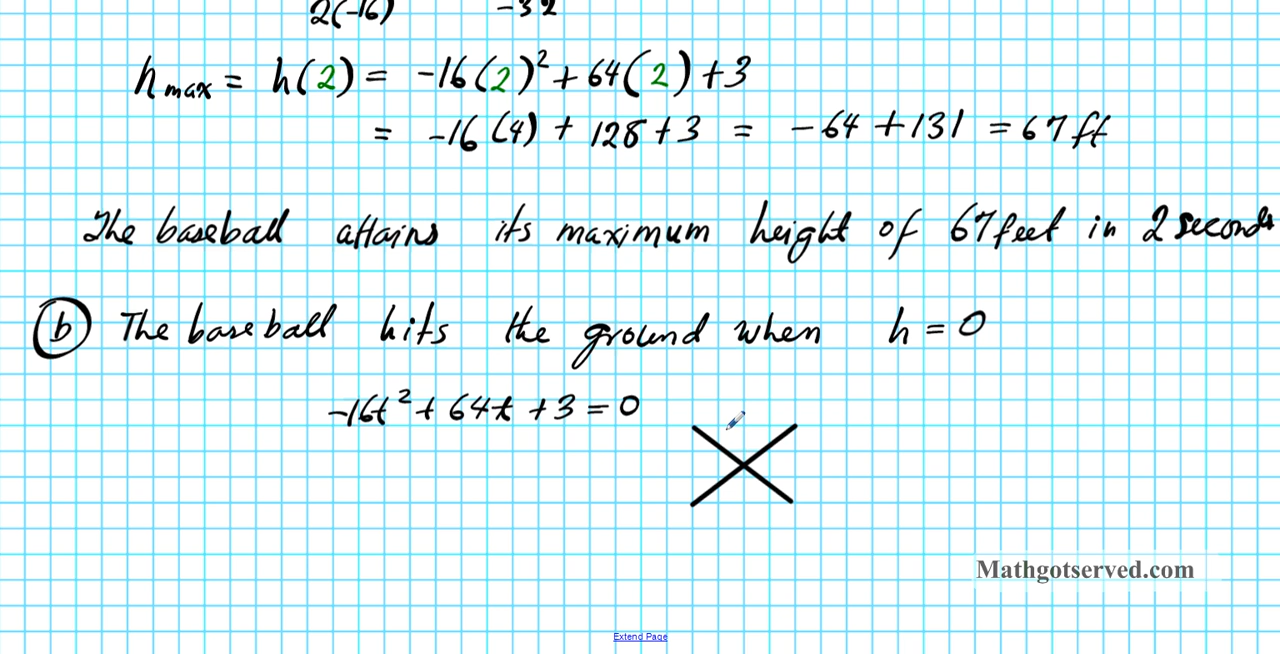 2(-16) -32
h max = h(2) = -16(2)² + 64(2) + 3
= -16(4) + 128 + 3 = -64 + 131 = 67 ft
The baseball attains its maximum height of 67 feet in 2 seconds
(b) The baseball hits the ground when h = 0
-16t² + 64t + 3 = 0
Mathgotserved.com
Extend Page